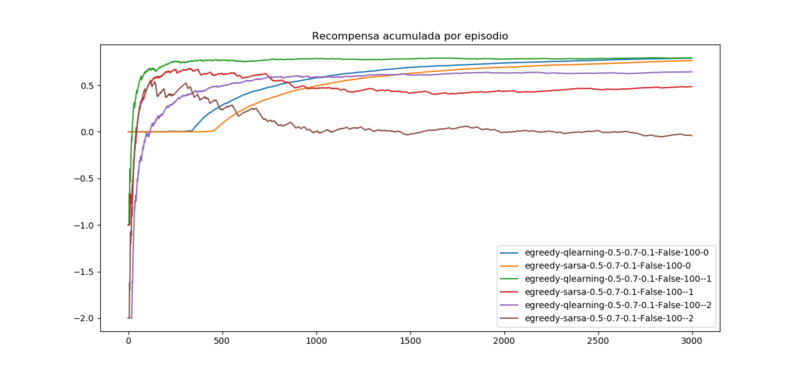 Recompensa acumulada por episodio
0.5
0.0
−0.5
−1.0
−1.5
−2.0
0
500
1000
1500
2000
2500
3000
egreedy-qlearning-0.5-0.7-0.1-False-100-0
egreedy-sarsa-0.5-0.7-0.1-False-100-0
egreedy-qlearning-0.5-0.7-0.1-False-100--1
egreedy-sarsa-0.5-0.7-0.1-False-100--1
egreedy-qlearning-0.5-0.7-0.1-False-100--2
egreedy-sarsa-0.5-0.7-0.1-False-100--2